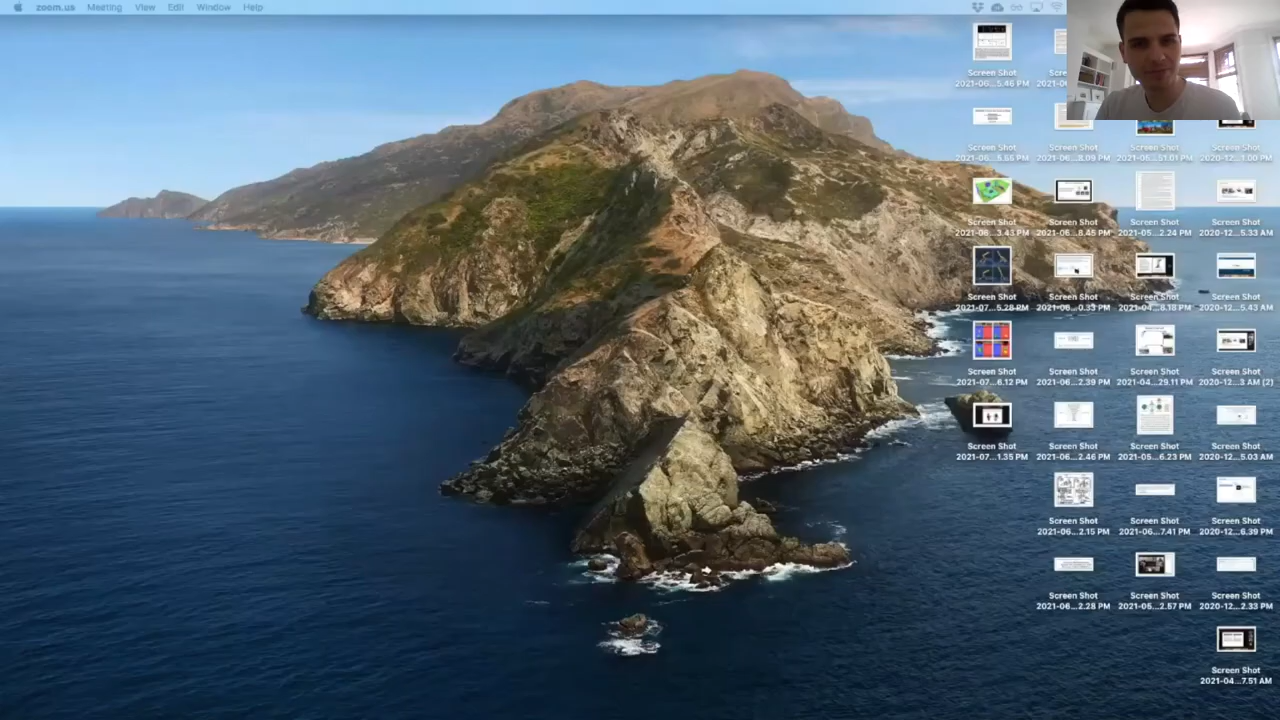 zoom.us Meeting View Edit Window Help
Screen Shot
2021-06...5.46 PM
2021-0
Screen Shot Screen Shot Screen Shot Screen Shot
2021-06...5.55 PM 2021-06...8.09 PM 2021-05...51.01 PM 2020-12...1.00 PM
Screen Shot Screen Shot Screen Shot Screen Shot
2021-06...3.43 PM 2021-06...8.45 PM 2021-05...2.24 PM 2020-12...5.33 AM
Screen Shot Screen Shot Screen Shot Screen Shot
2021-07...5.28 PM 2021-06...0.33 PM 2021-04...8.18 PM 2020-12...5.43 AM
Screen Shot Screen Shot Screen Shot Screen Shot
2021-07...6.12 PM 2021-06...2.39 PM 2021-04...29.11 PM 2020-12...3 AM (2)
Screen Shot Screen Shot Screen Shot Screen Shot
2021-07...1.35 PM 2021-06...2.46 PM 2021-05...6.23 PM 2020-12...5.03 AM
Screen Shot Screen Shot Screen Shot
2021-06...2.15 PM 2021-06...7.41 PM 2020-12...6.39 PM
Screen Shot Screen Shot Screen Shot
2021-06...2.28 PM 2021-05...2.57 PM 2020-12...2.33 PM
Screen Shot
2021-04...7.51 AM